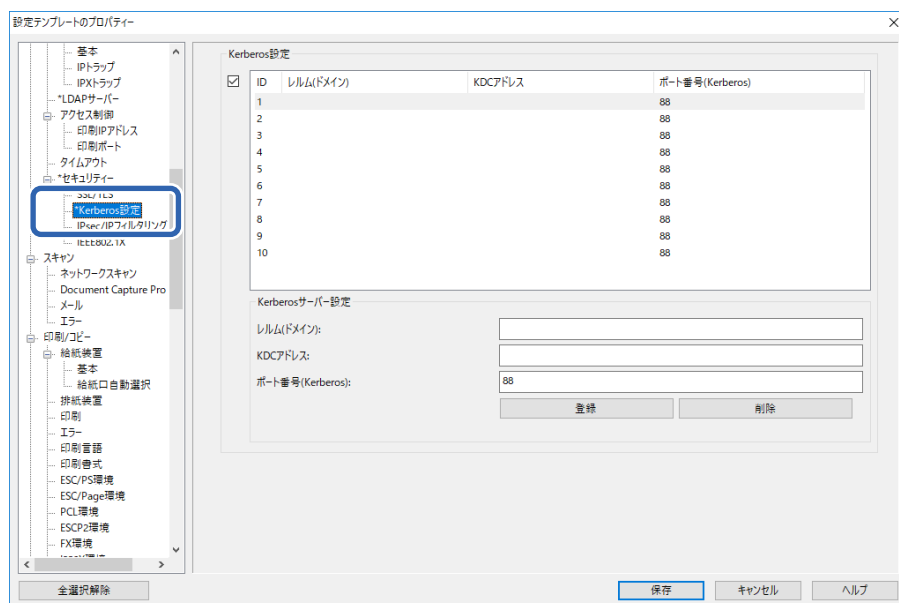 設定テンプレートのプロパティー
基本
IPトラップ
IPXトラップ
*LDAPサーバー
アクセス制御
印刷IPアドレス
印刷ポート
タイムアウト
*セキュリティー
SSL/TLS
*Kerberos設定
IPsec/IPフィルタリング
IEEE802.1X
スキャン
ネットワークスキャン
Document Capture Pro
メール
エラー
印刷/コピー
給紙装置
基本
給紙口自動選択
排紙装置
印刷
エラー
印刷言語
印刷書式
ESC/PS環境
ESC/Page環境
PCL環境
ESCP2環境
FX環境
全選択解除
Kerberos設定
ID レルム(ドメイン) KDCアドレス ポート番号(Kerberos)
1 88
2 88
3 88
4 88
5 88
6 88
7 88
8 88
9 88
10 88
Kerberosサーバー設定
レルム(ドメイン):
KDCアドレス:
ポート番号(Kerberos): 88
登録 削除
保存 キャンセル ヘルプ